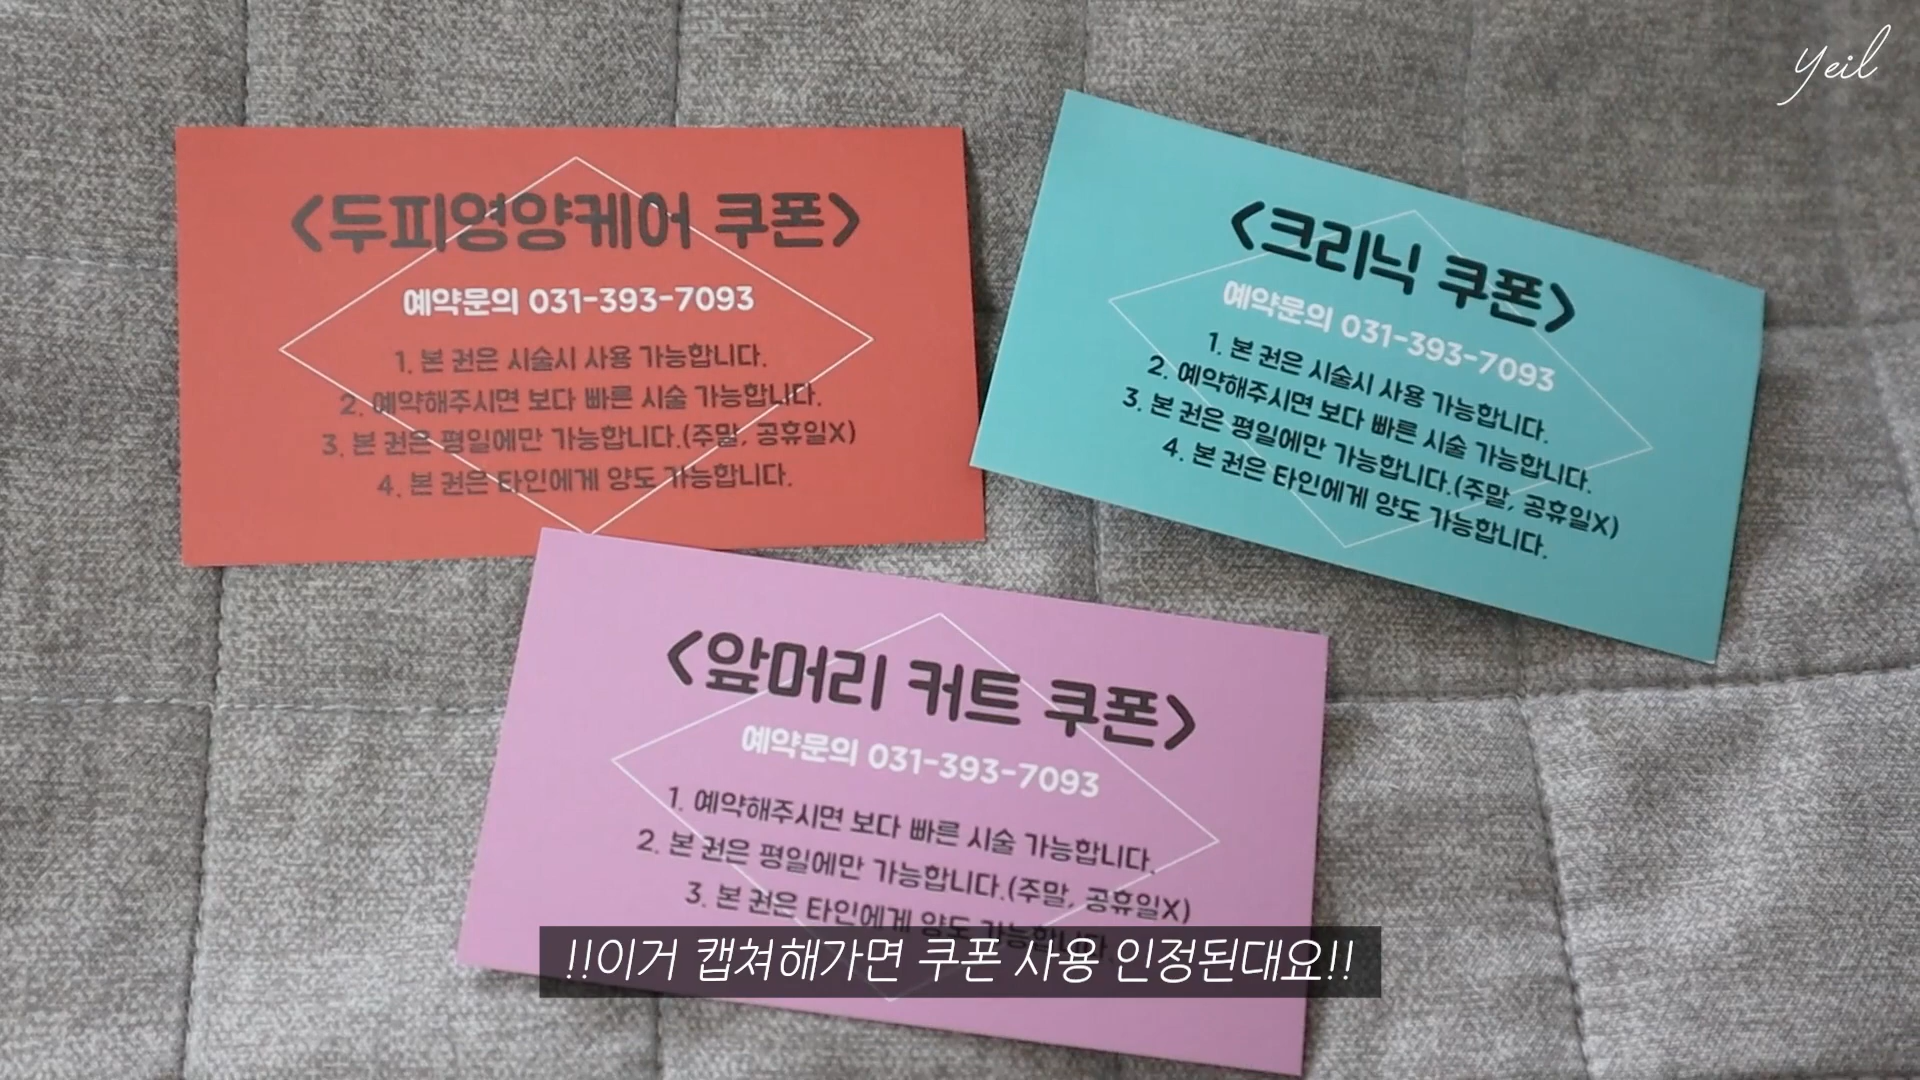 Yeil
<두피영양케어 쿠폰>
예약문의 031-393-7093
1. 본 권은 시술시 사용 가능합니다.
2. 예약해주시면 보다 빠른 시술 가능합니다.
3. 본 권은 평일에만 가능합니다.(주말, 공휴일X)
4. 본 권은 타인에게 양도 가능합니다.
<크리닉 쿠폰>
예약문의 031-393-7093
1. 본 권은 시술시 사용 가능합니다.
2. 예약해주시면 보다 빠른 시술 가능합니다.
3. 본 권은 평일에만 가능합니다.(주말, 공휴일X)
4. 본 권은 타인에게 양도 가능합니다.
<앞머리 커트 쿠폰>
예약문의 031-393-7093
1. 예약해주시면 보다 빠른 시술 가능합니다.
2. 본 권은 평일에만 가능합니다.(주말, 공휴일X)
3. 본 권은 타인에게 양도 가능합니다.
!!이거 캡쳐해가면 쿠폰 사용 인정된대요!!